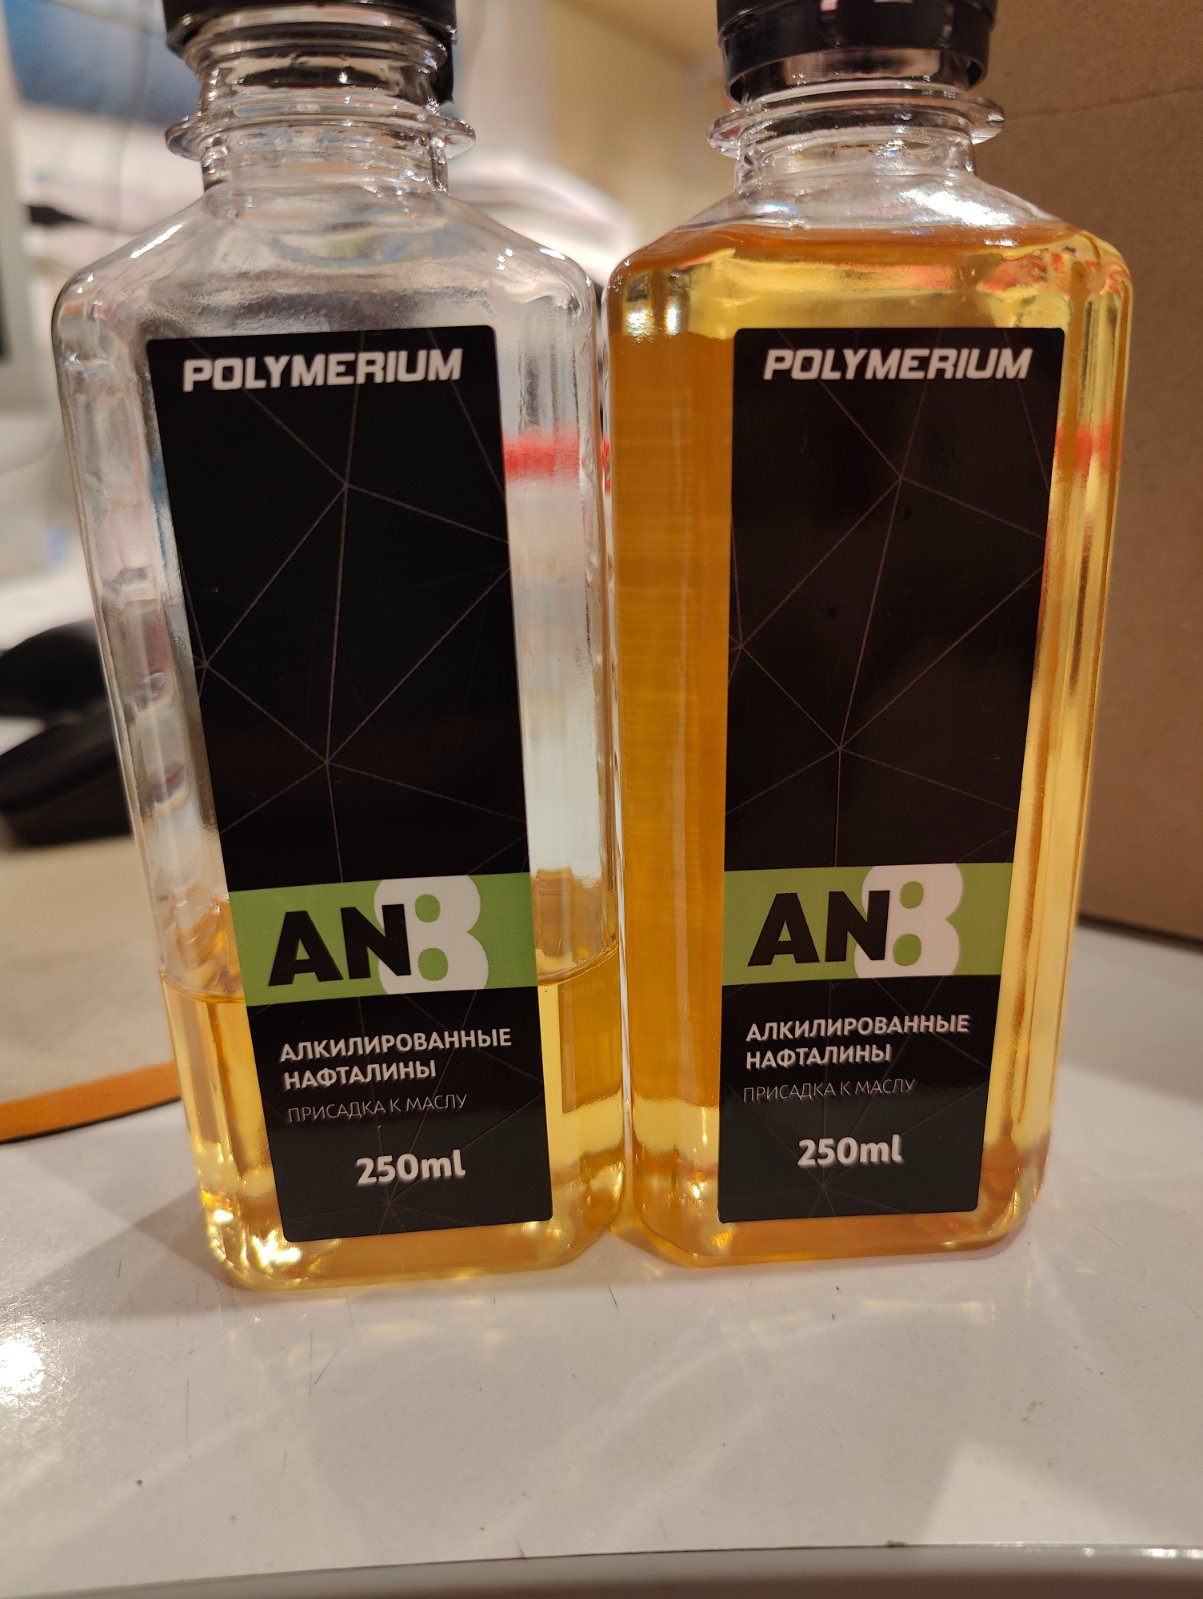 POLYMERIUM
AN8
АЛКИЛИРОВАННЫЕ
НАФТАЛИНЫ
ПРИСАДКА К МАСЛУ
250ml
POLYMERIUM
AN8
АЛКИЛИРОВАННЫЕ
НАФТАЛИНЫ
ПРИСАДКА К МАСЛУ
250ml